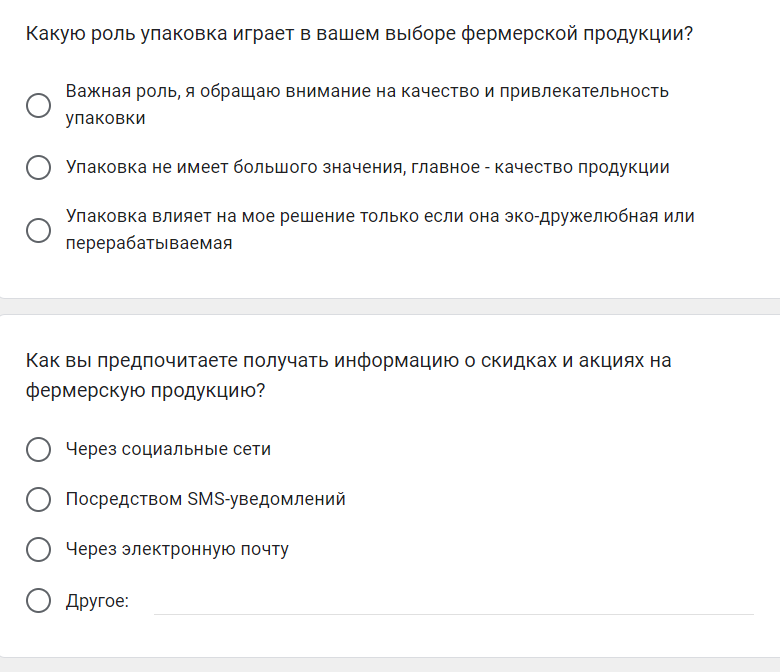 Какую роль упаковка играет в вашем выборе фермерской продукции?
Важная роль, я обращаю внимание на качество и привлекательность
упаковки
Упаковка не имеет большого значения, главное - качество продукции
Упаковка влияет на мое решение только если она эко-дружелюбная или
перерабатываемая
Как вы предпочитаете получать информацию о скидках и акциях на
фермерскую продукцию?
Через социальные сети
Посредством SMS-уведомлений
Через электронную почту
Другое: